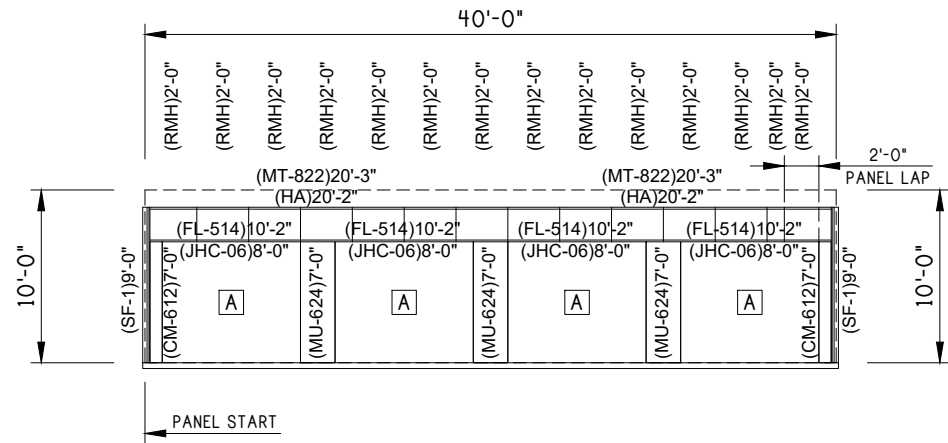 40'-0"
(RMH)2'-0"
(RMH)2'-0"
(RMH)2'-0"
(RMH)2'-0"
(RMH)2'-0"
(RMH)2'-0"
(RMH)2'-0"
(RMH)2'-0"
(RMH)2'-0"
(RMH)2'-0"
(RMH)2'-0"
(RMH)2'-0"
(RMH)2'-0"
(RMH)2'-0"
2'-0"
PANEL LAP
(MT-822)20'-3"
(MT-822)20'-3"
(HA)20'-2"
(HA)20'-2"
(FL-514)10'-2"
(FL-514)10'-2"
(FL-514)10'-2"
(FL-514)10'-2"
(JHC-06)8'-0"
(JHC-06)8'-0"
(JHC-06)8'-0"
(JHC-06)8'-0"
10'-0"
(SF-1)9'-0"
(CM-612)7'-0"
A
(MU-624)7'-0"
A
(MU-624)7'-0"
A
(MU-624)7'-0"
A
(CM-612)7'-0"
(SF-1)9'-0"
10'-0"
PANEL START